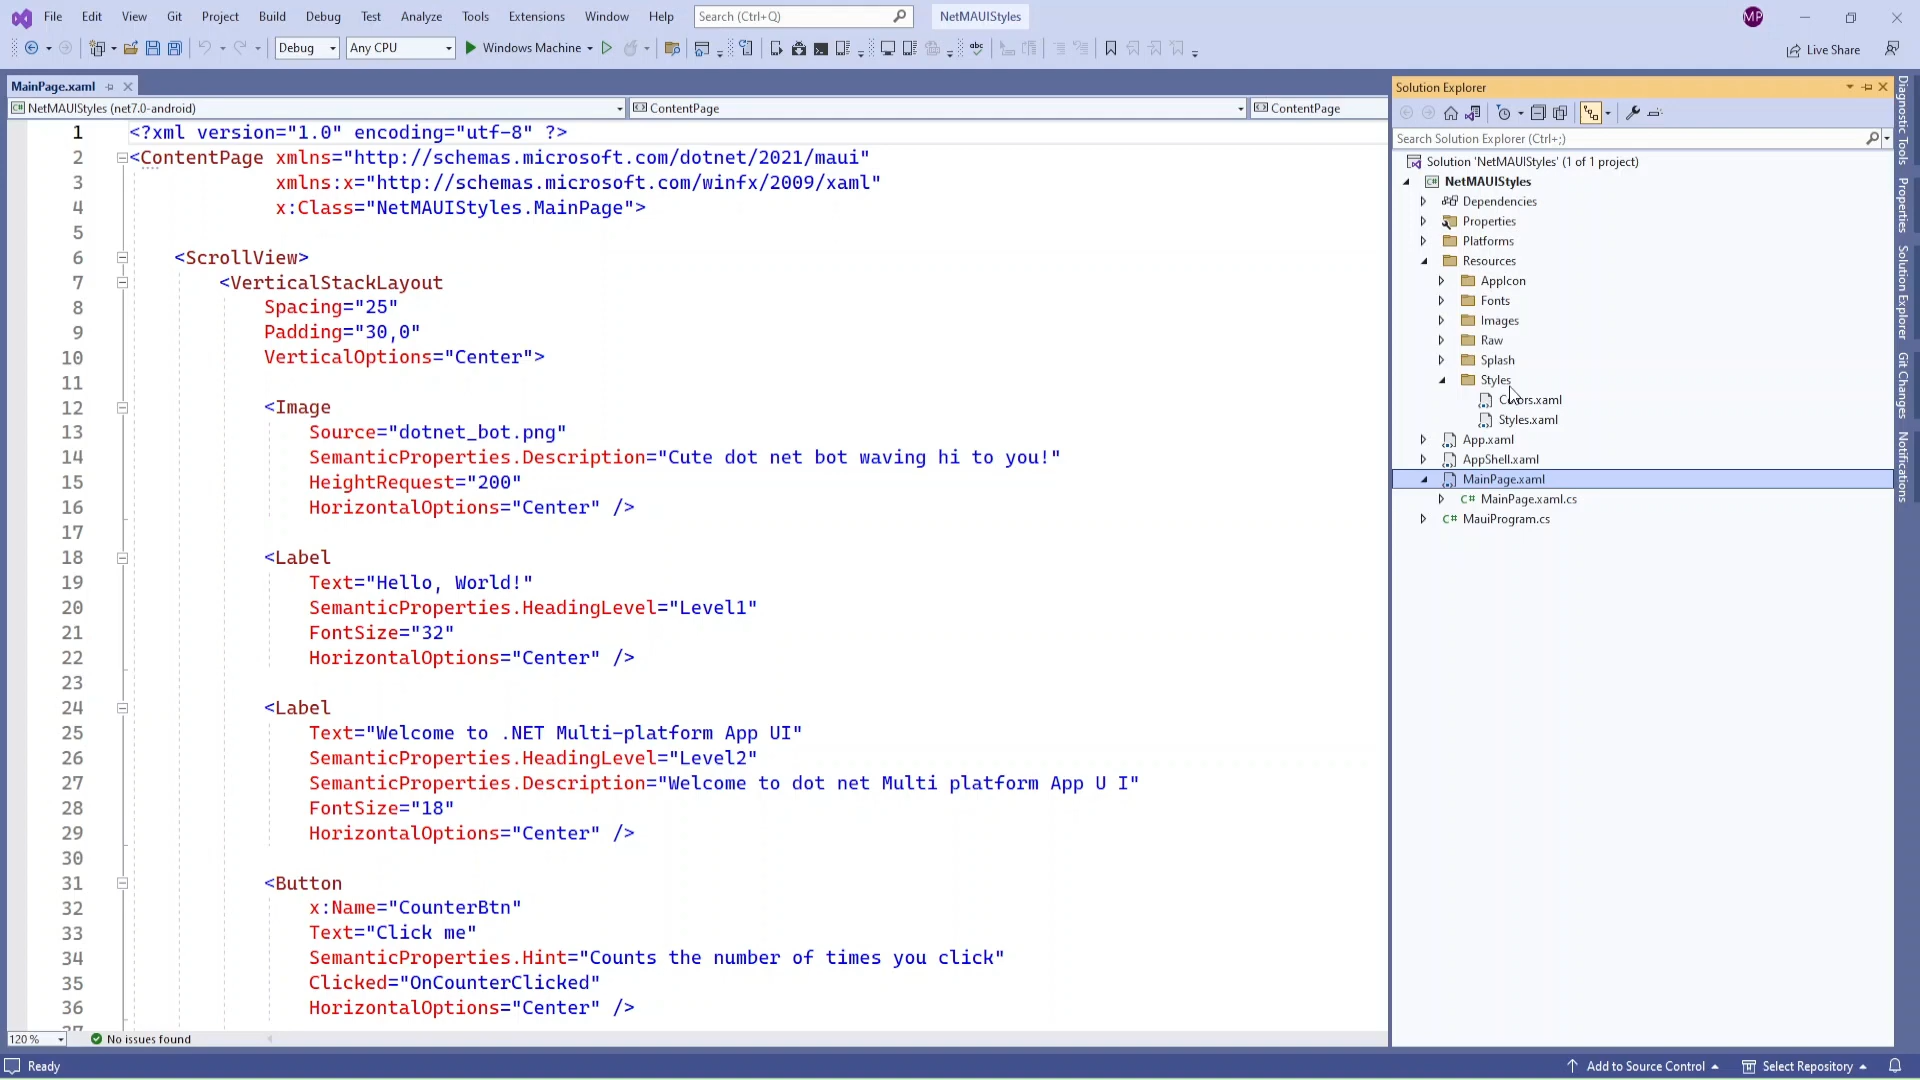 File Edit View Git Project Build Debug Test Analyze Tools Extensions Window Help Search (Ctrl+Q) NetMAUIStyles MP
Debug Any CPU Windows Machine abc Live Share
MainPage.xaml
NetMAUIStyles (net7.0-android) ContentPage ContentPage
1 <?xml version="1.0" encoding="utf-8" ?>
2 <ContentPage xmlns="http://schemas.microsoft.com/dotnet/2021/maui"
3 xmlns:x="http://schemas.microsoft.com/winfx/2009/xaml"
4 x:Class="NetMAUIStyles.MainPage">
5
6 <ScrollView>
7 <VerticalStackLayout
8 Spacing="25"
9 Padding="30,0"
10 VerticalOptions="Center">
11
12 <Image
13 Source="dotnet_bot.png"
14 SemanticProperties.Description="Cute dot net bot waving hi to you!"
15 HeightRequest="200"
16 HorizontalOptions="Center" />
17
18 <Label
19 Text="Hello, World!"
20 SemanticProperties.HeadingLevel="Level1"
21 FontSize="32"
22 HorizontalOptions="Center" />
23
24 <Label
25 Text="Welcome to .NET Multi-platform App UI"
26 SemanticProperties.HeadingLevel="Level2"
27 SemanticProperties.Description="Welcome to dot net Multi platform App U I"
28 FontSize="18"
29 HorizontalOptions="Center" />
30
31 <Button
32 x:Name="CounterBtn"
33 Text="Click me"
34 SemanticProperties.Hint="Counts the number of times you click"
35 Clicked="OnCounterClicked"
36 HorizontalOptions="Center" />
120 % No issues found
Solution Explorer
Search Solution Explorer (Ctrl+;)
Solution 'NetMAUIStyles' (1 of 1 project)
C# NetMAUIStyles
Dependencies
Properties
Platforms
Resources
AppIcon
Fonts
Images
Raw
Splash
Styles
Styles.xaml
App.xaml
AppShell.xaml
MainPage.xaml
C# MainPage.xaml.cs
C# MauiProgram.cs
Diagnostic Tools
Properties
Solution Explorer
Git Changes
Notifications
Ready Add to Source Control Select Repository